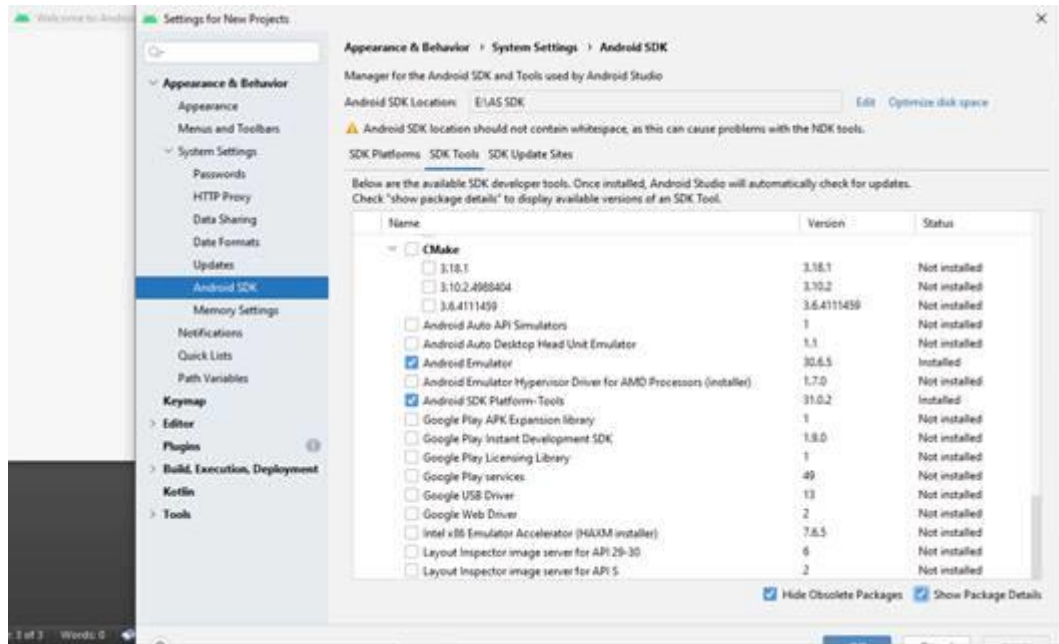 Welcome to Android
Settings for New Projects
Appearance & Behavior
Appearance
Menus and Toolbars
System Settings
Passwords
HTTP Proxy
Data Sharing
Date Formats
Updates
Android SDK
Memory Settings
Notifications
Quick Lists
Path Variables
Keymap
Editor
Plugins
Build, Execution, Deployment
Kotlin
Tools
Appearance & Behavior › System Settings › Android SDK
Manager for the Android SDK and Tools used by Android Studio
Android SDK Location: E:\AS SDK Edit Optimize disk space
Android SDK location should not contain whitespace, as this can cause problems with the NDK tools.
SDK Platforms SDK Tools SDK Update Sites
Below are the available SDK developer tools. Once installed, Android Studio will automatically check for updates.
Check "show package details" to display available versions of an SDK Tool.
Name Version Status
CMake
3.18.1 3.18.1 Not installed
3.10.2.4988404 3.10.2 Not installed
3.6.4111459 3.6.4111459 Not installed
Android Auto API Simulators 1 Not installed
Android Auto Desktop Head Unit Emulator 1.1 Not installed
Android Emulator 30.6.5 Installed
Android Emulator Hypervisor Driver for AMD Processors (installer) 1.7.0 Not installed
Android SDK Platform-Tools 31.0.2 Installed
Google Play APK Expansion library 1 Not installed
Google Play Instant Development SDK 1.9.0 Not installed
Google Play Licensing Library 1 Not installed
Google Play services 49 Not installed
Google USB Driver 13 Not installed
Google Web Driver 2 Not installed
Intel x86 Emulator Accelerator (HAXM installer) 7.6.5 Not installed
Layout Inspector image server for API 29-30 6 Not installed
Layout Inspector image server for API S 2 Not installed
Hide Obsolete Packages Show Package Details
3 of 3 Words: 0